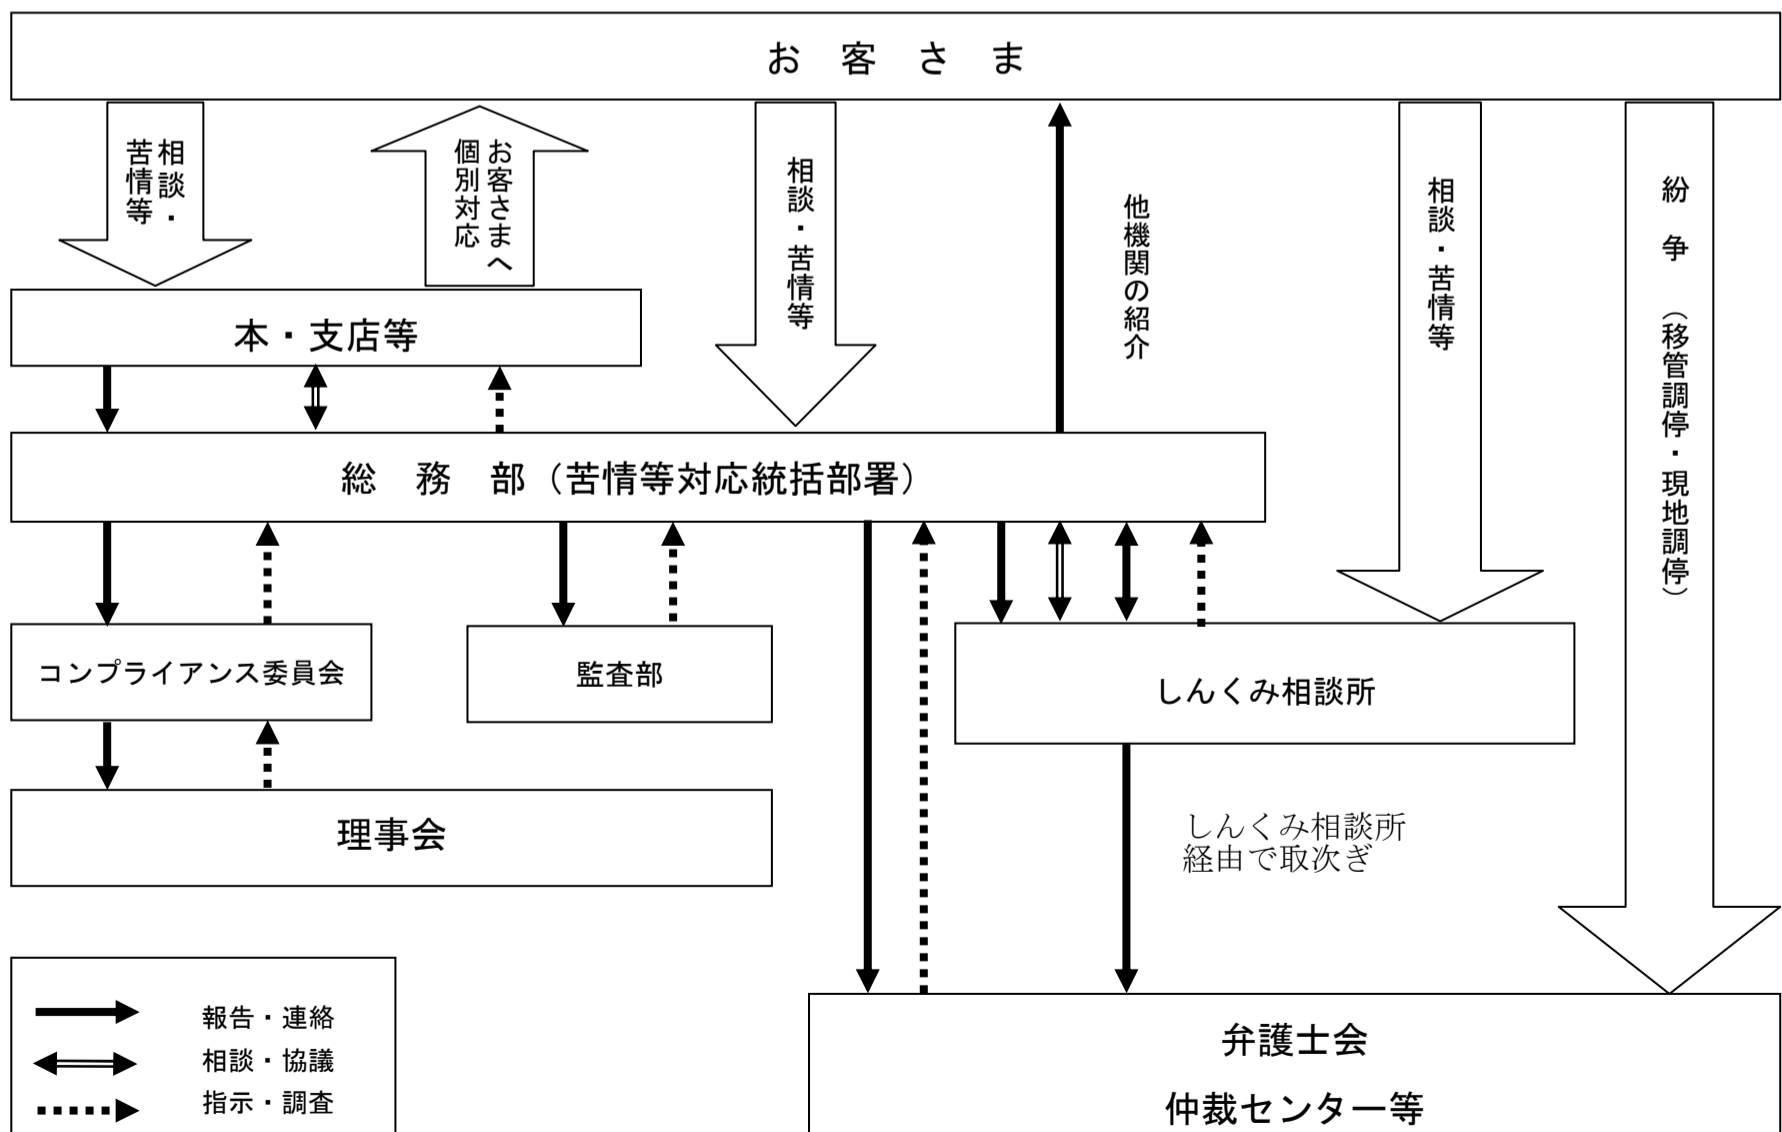 お　客　さ　ま
相談・
苦情等
お客さまへ
個別対応
相談・苦情等
他機関の紹介
相談・苦情等
紛　争　（移管調停・現地調停）
本・支店等
総　務　部（苦情等対応統括部署）
コンプライアンス委員会
監査部
しんくみ相談所
理事会
しんくみ相談所
経由で取次ぎ
報告・連絡
相談・協議
指示・調査
弁護士会
仲裁センター等